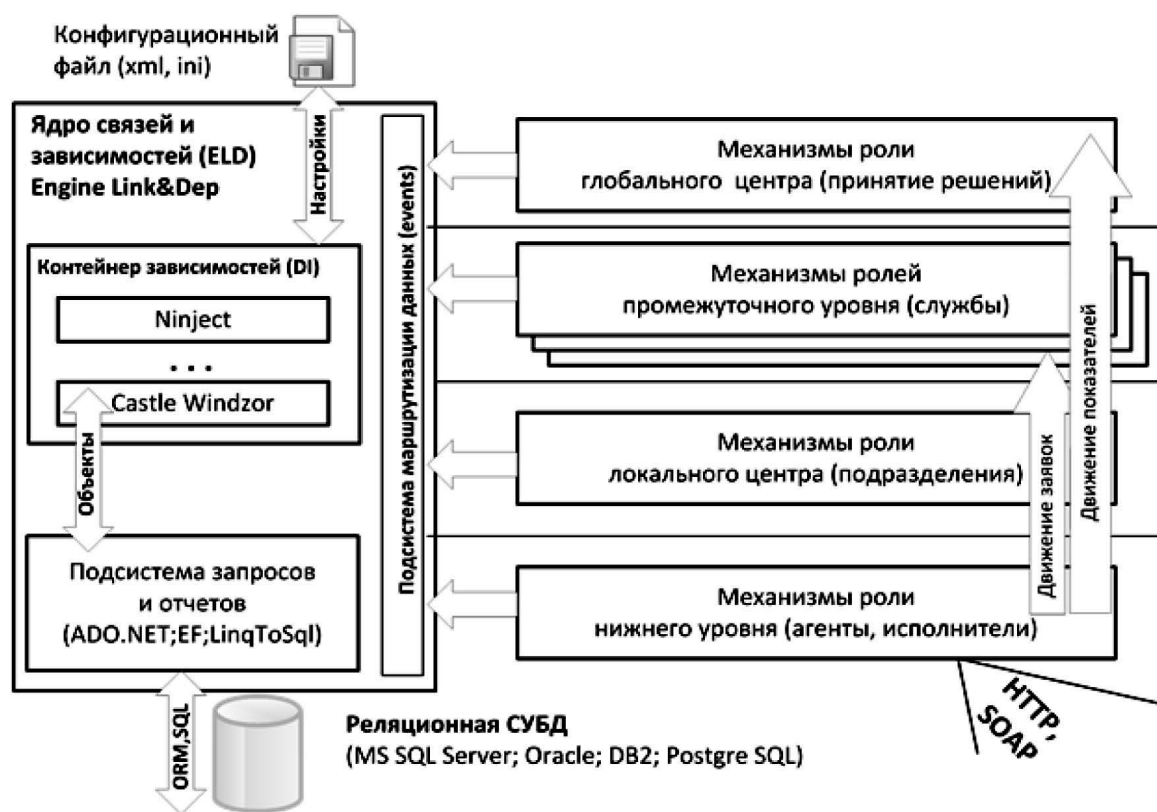 Конфигурационный
файл (xml, ini)
Ядро связей и
зависимостей (ELD)
Engine Link&Dep
Настройки
Контейнер зависимостей (DI)
Ninject
...
Castle Windzor
Объекты
Подсистема запросов
и отчетов
(ADO.NET;EF;LinqToSql)
Подсистема маршрутизации данных (events)
ORM,SQL
Реляционная СУБД
(MS SQL Server; Oracle; DB2; Postgre SQL)
Механизмы роли
глобального центра (принятие решений)
Механизмы ролей
промежуточного уровня (службы)
Механизмы роли
локального центра (подразделения)
Механизмы роли
нижнего уровня (агенты, исполнители)
Движение заявок
Движение показателей
HTTP,
SOAP